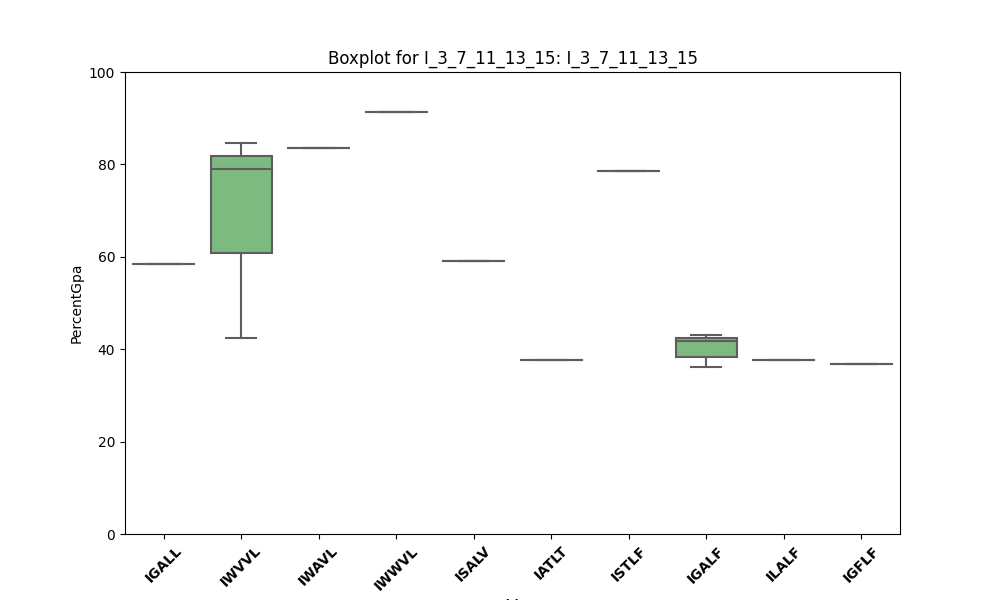 Boxplot for I_3_7_11_13_15: I_3_7_11_13_15
PercentGpa
100
80
60
40
20
0
IGALL
IWVVL
IWAVL
IWWVL
ISALV
IATLT
ISTLF
IGALF
ILALF
IGFLF